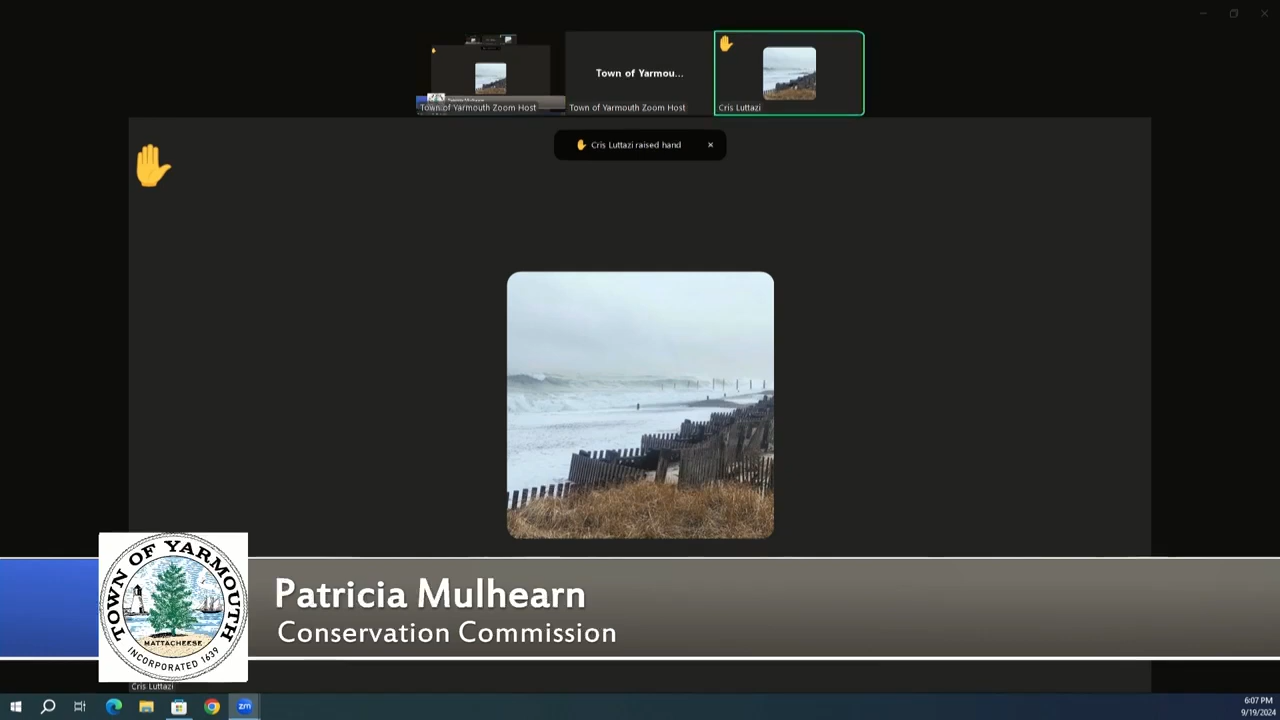 Town of Yarmou...
Town of Yarmouth Zoom Host
Town of Yarmouth Zoom Host
Cris Luttazi
Cris Luttazi raised hand
TOWN OF YARMOUTH
MATTACHEESE
INCORPORATED 1639
Patricia Mulhearn
Conservation Commission
Cris Luttazi
zm
6:07 PM
9/19/2024